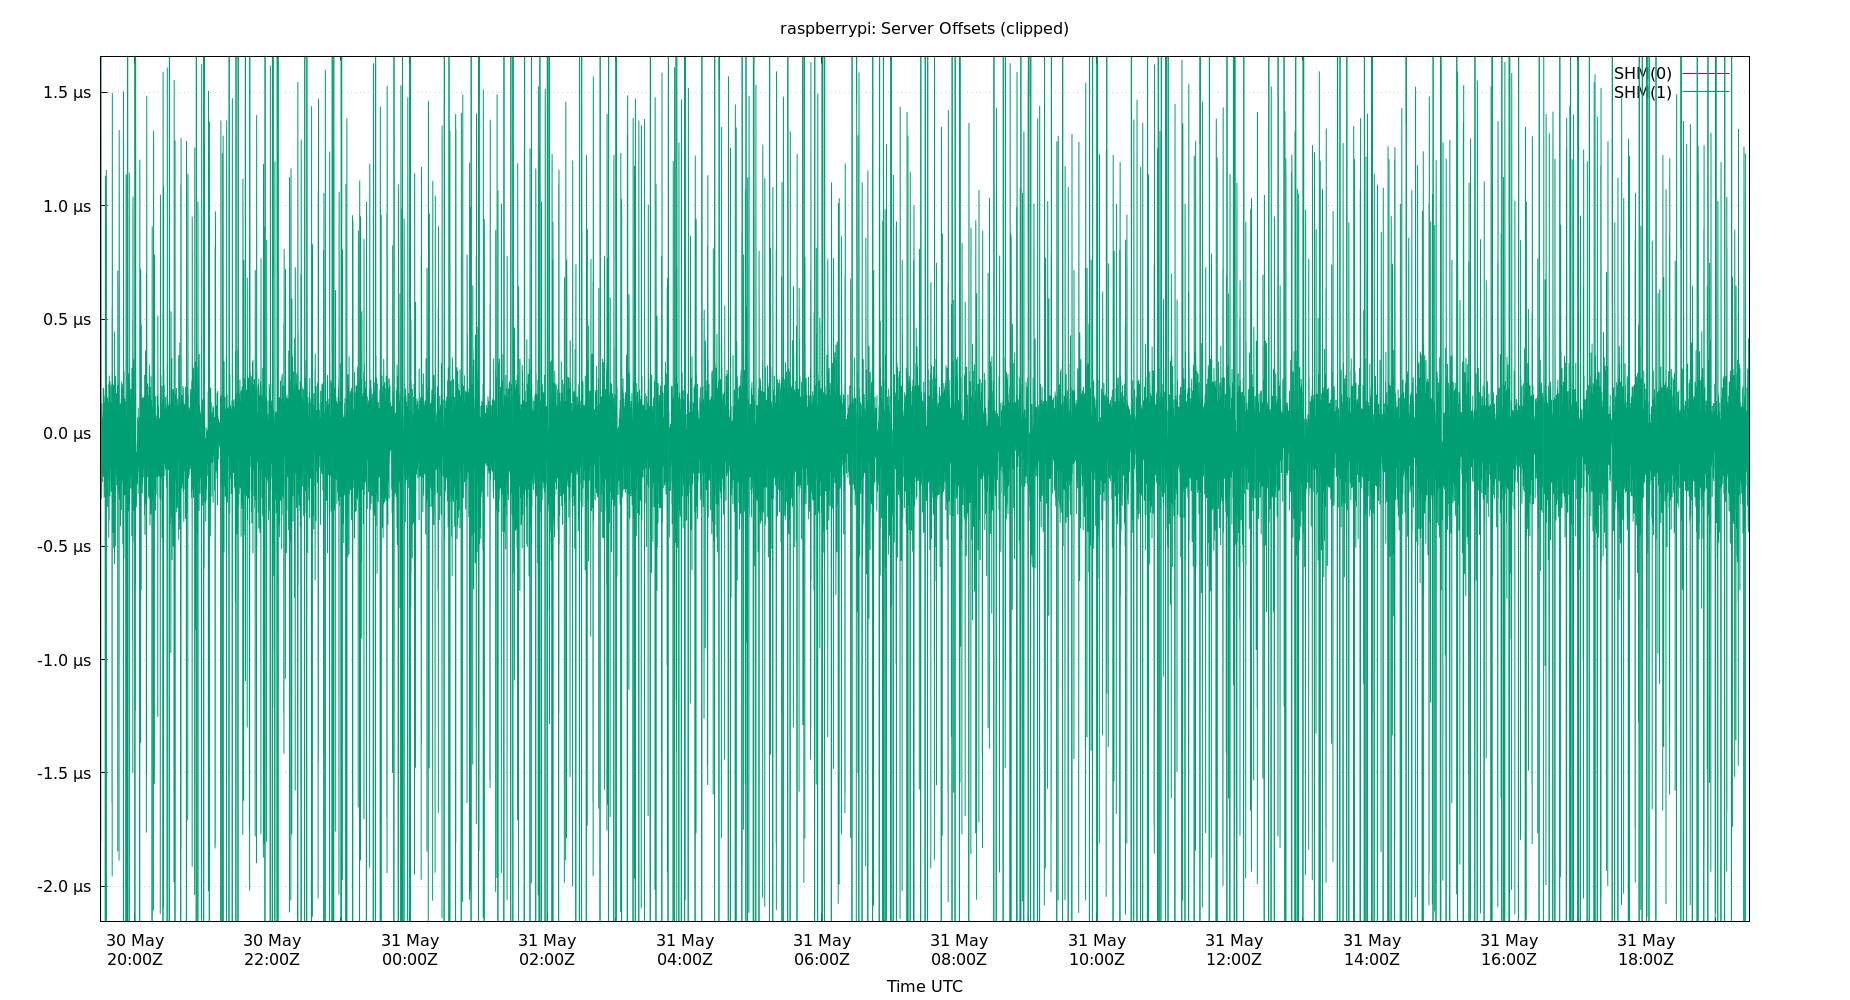 raspberrypi: Server Offsets (clipped)
SHM(0)
SHM(1)
1.5 µs
1.0 µs
0.5 µs
0.0 µs
-0.5 µs
-1.0 µs
-1.5 µs
-2.0 µs
30 May 30 May 31 May 31 May 31 May 31 May 31 May 31 May 31 May 31 May 31 May 31 May
20:00Z 22:00Z 00:00Z 02:00Z 04:00Z 06:00Z 08:00Z 10:00Z 12:00Z 14:00Z 16:00Z 18:00Z
Time UTC